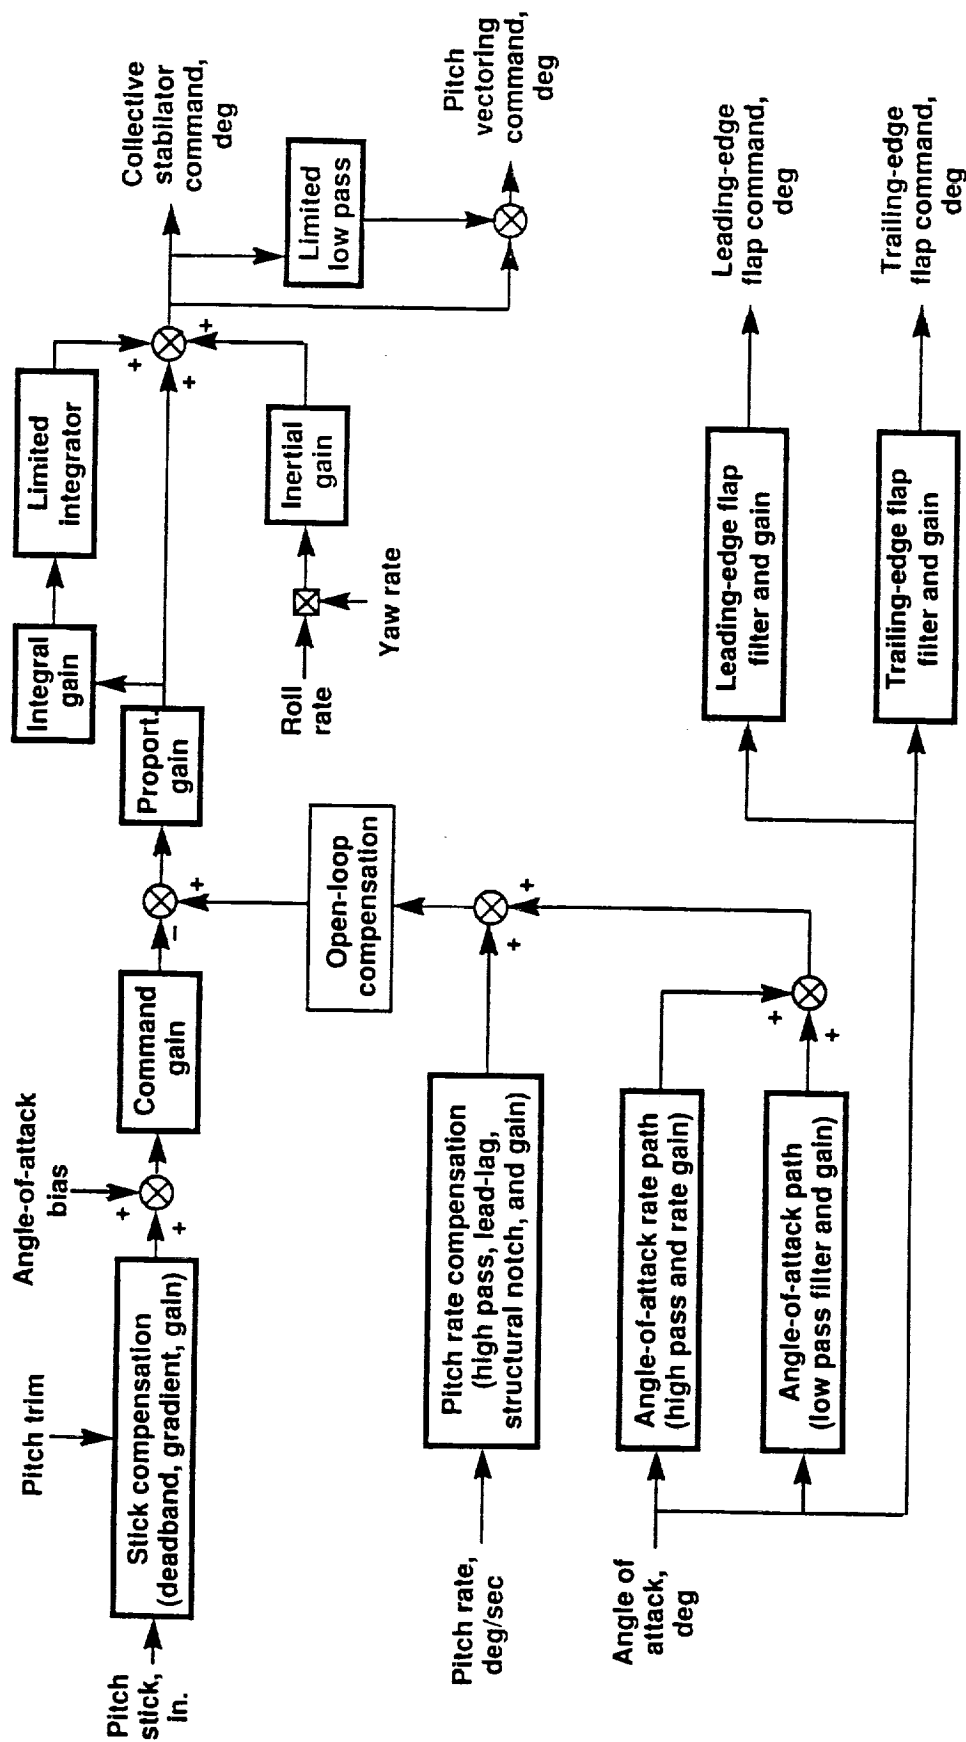 Pitch
stick,
in.
Pitch trim
Stick compensation
(deadband, gradient, gain)
Angle-of-attack
bias
+
+
Command
gain
−
+
Proport.
gain
Integral
gain
Limited
integrator
+
+
+
Roll
rate
Yaw rate
Inertial
gain
Collective
stabilator
command,
deg
Limited
low pass
Pitch
vectoring
command,
deg
Open-loop
compensation
Pitch rate,
deg/sec
Pitch rate compensation
(high pass, lead-lag,
structural notch, and gain)
+
+
Angle of
attack,
deg
Angle-of-attack rate path
(high pass and rate gain)
Angle-of-attack path
(low pass filter and gain)
+
+
Leading-edge flap
filter and gain
Leading-edge
flap command,
deg
Trailing-edge flap
filter and gain
Trailing-edge
flap command,
deg